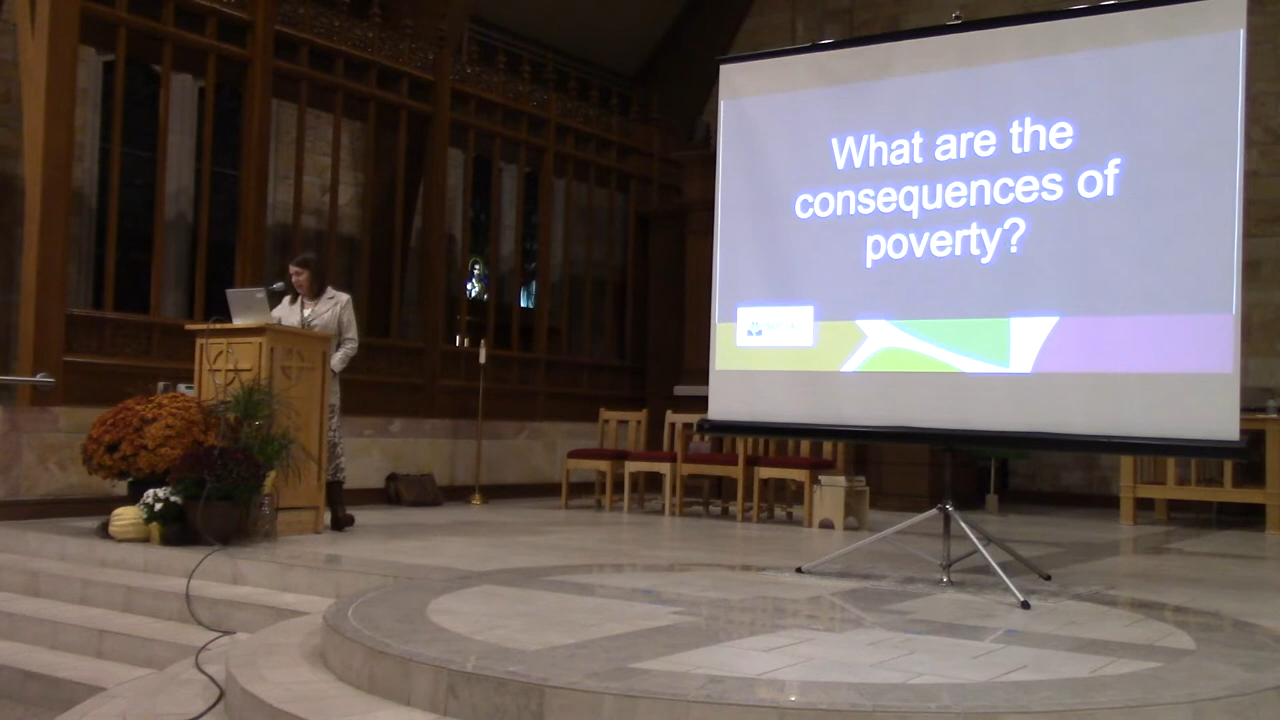 What are the
consequences of
poverty?